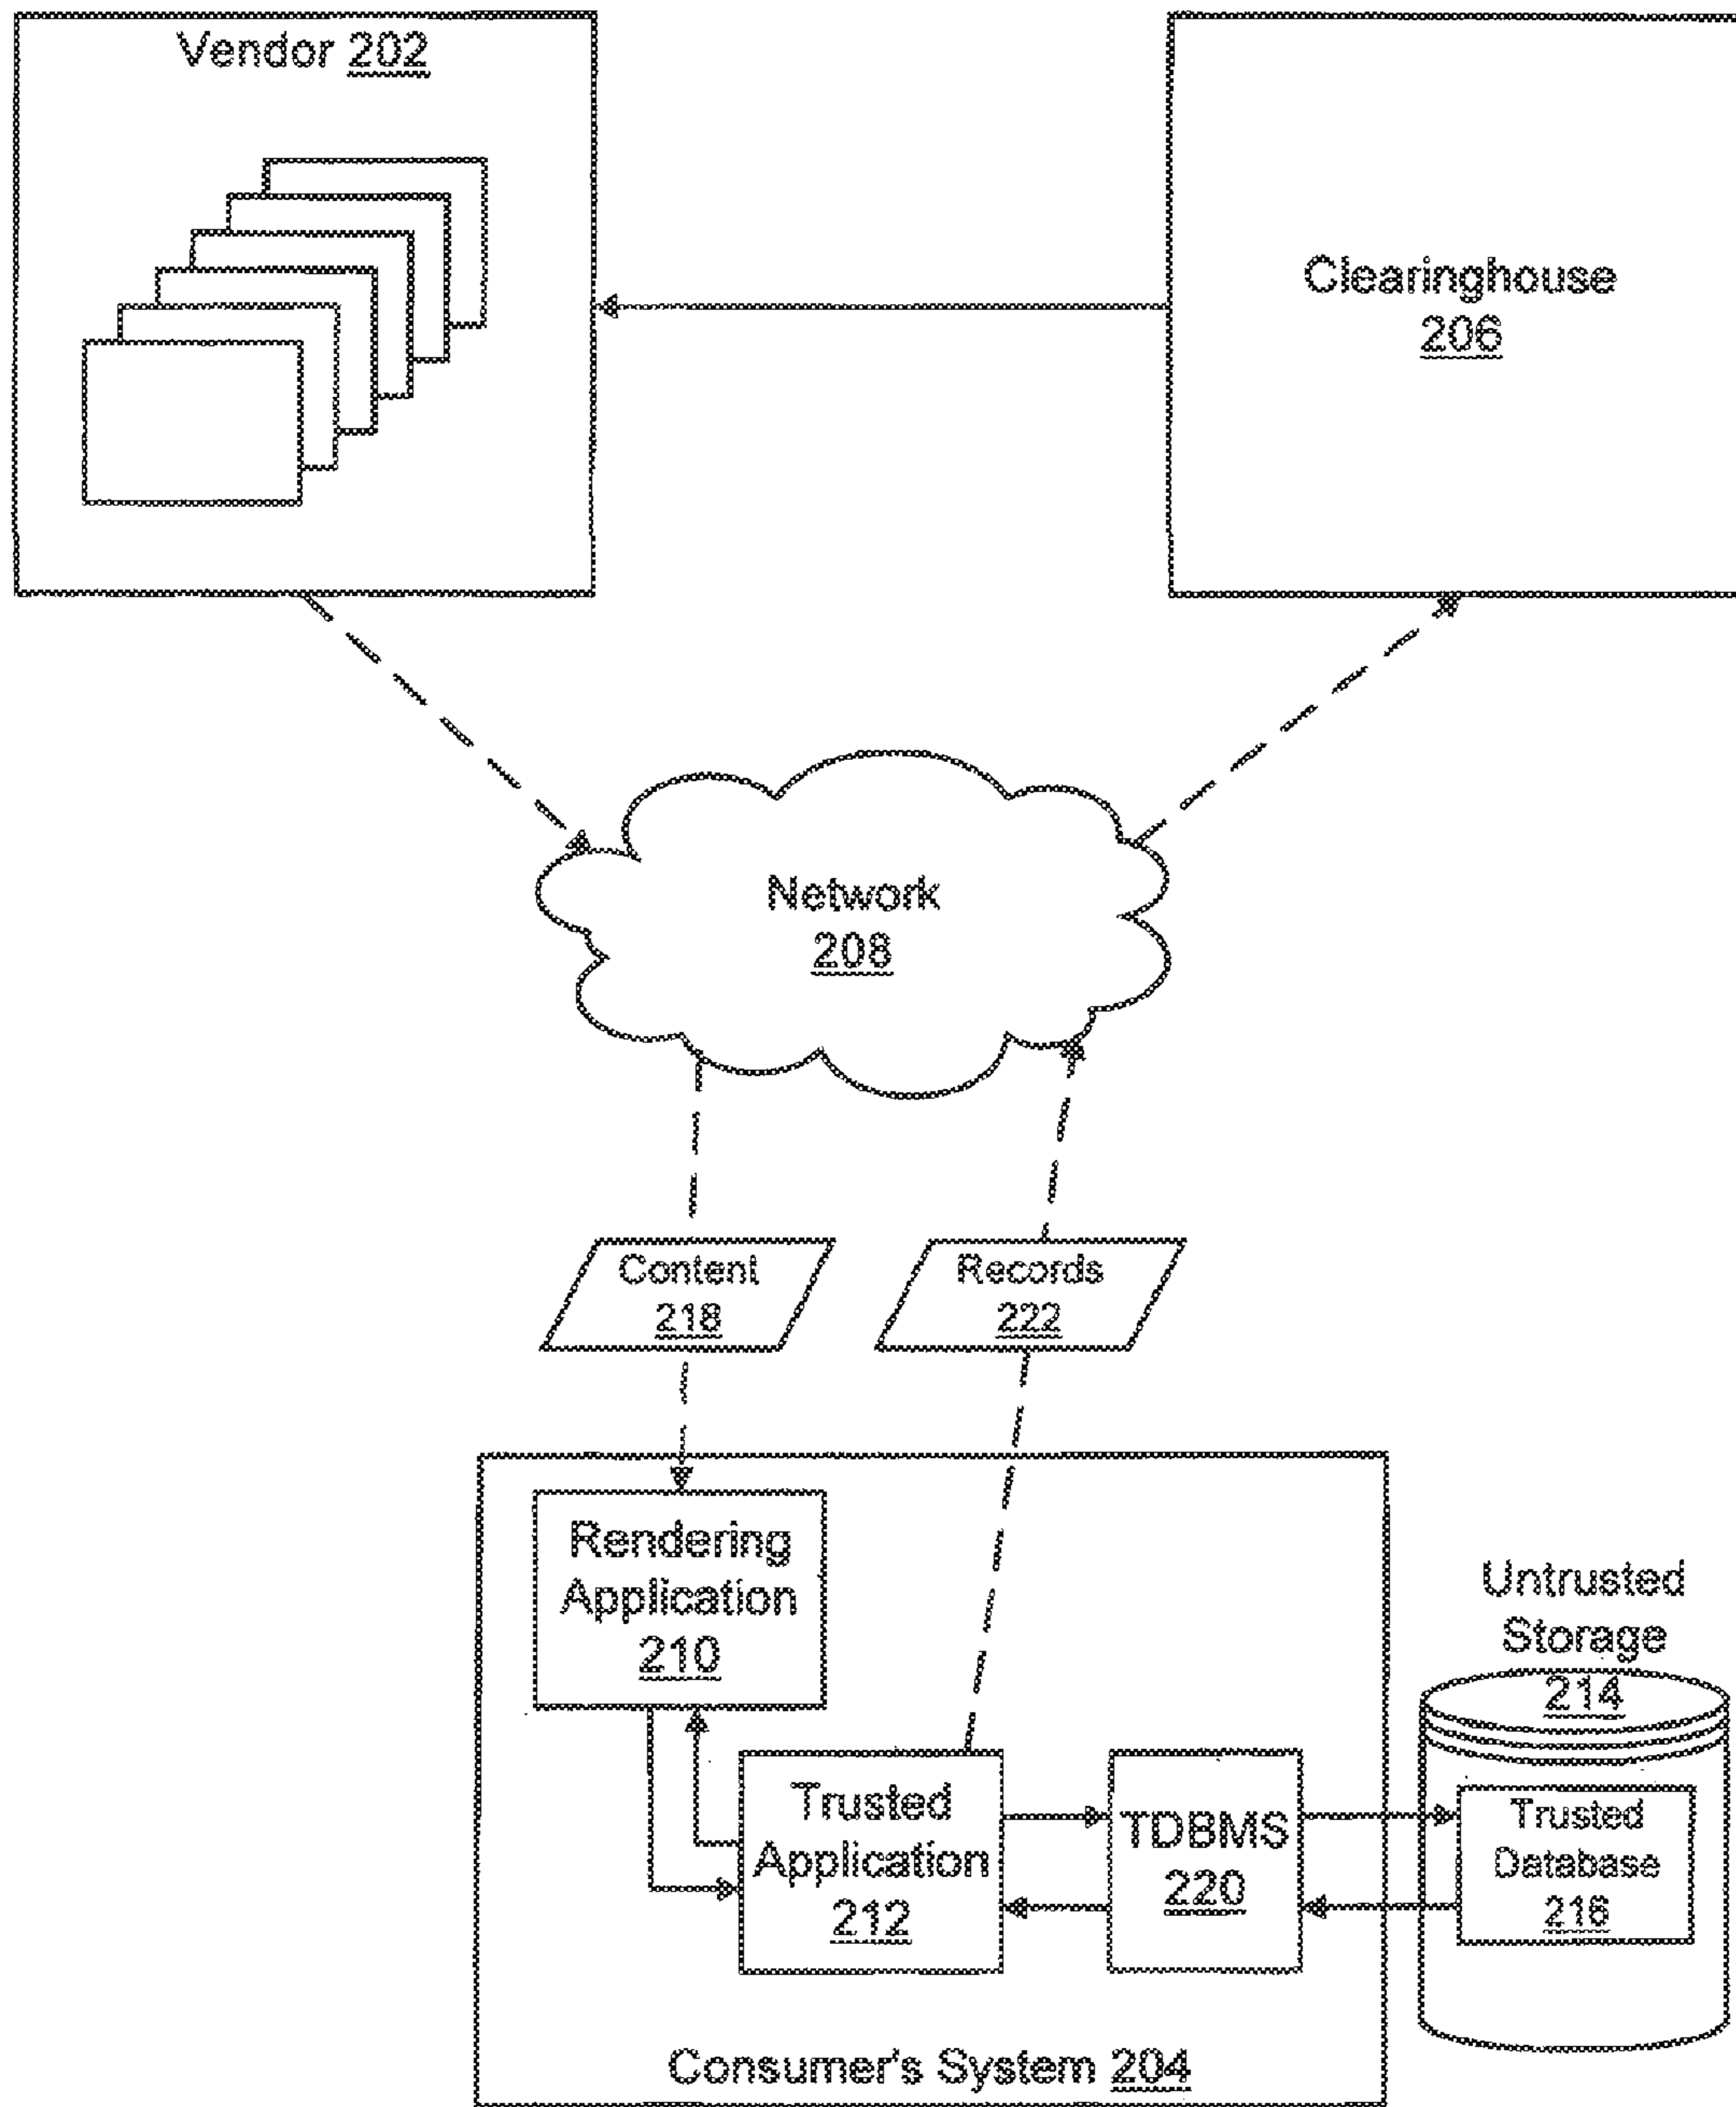 Vendor 202
Clearinghouse
206
Network
208
Content
218
Records
222
Rendering
Application
210
Untrusted
Storage
214
Trusted
Application
212
TDBMS
220
Trusted
Database
216
Consumer's System 204